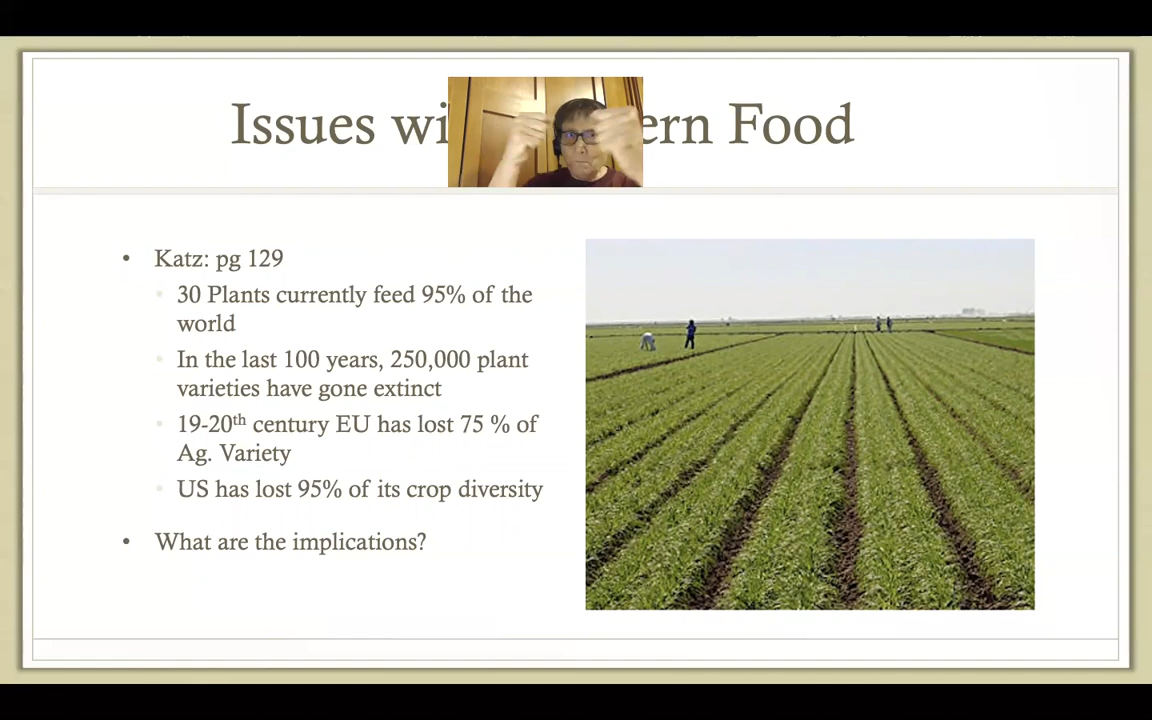 Issues wi ern Food
• Katz: pg 129
• 30 Plants currently feed 95% of the
world
• In the last 100 years, 250,000 plant
varieties have gone extinct
• 19-20th century EU has lost 75 % of
Ag. Variety
• US has lost 95% of its crop diversity
• What are the implications?